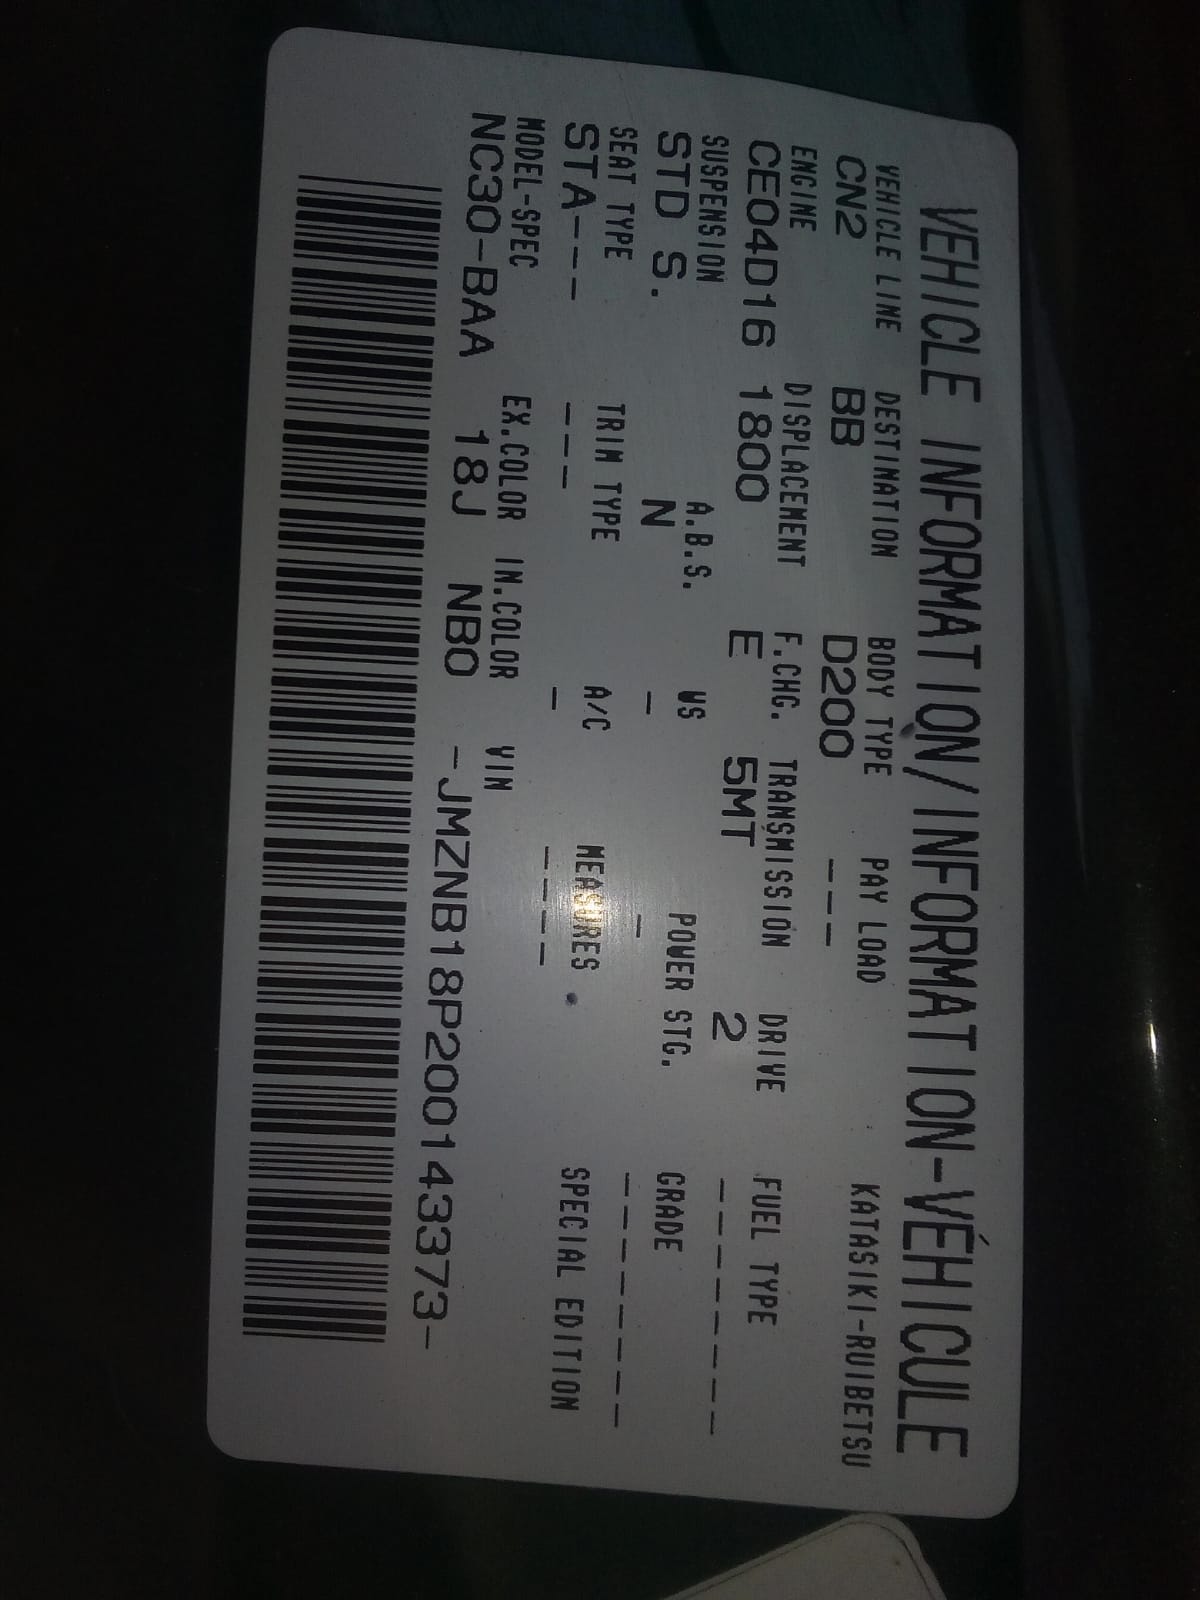 VEHICLE INFORMATION/INFORMATION-VÉHICULE
VEHICLE LINE DESTINATION BODY TYPE PAY LOAD KATASIKI-RUIBETSU
CN2 BB D200 ---
ENGINE DISPLACEMENT F.CHG. TRANSMISSION DRIVE FUEL TYPE
CE04D16 1800 E 5MT 2 --------
SUSPENSION A.B.S. WS POWER STG. GRADE
STD S. N - - --------
SEAT TYPE TRIM TYPE A/C MEASURES SPECIAL EDITION
STA--- --- - ----
MODEL-SPEC EX.COLOR IN.COLOR VIN
NC30-BAA 18J NB0 -JMZNB18P200143373-